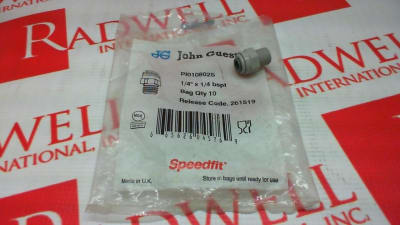 JG John Guest
PI010802S
1/4" x 1/4 bspt
Bag Qty 10
Release Code. 261519
Speedfit
Made in U.K.
Store in bags until ready for use
RADWELL
INTERNATIONAL, INC.
RADWELL
INTERNATIONAL, INC.
RADWELL
INTERNATIONAL, INC.